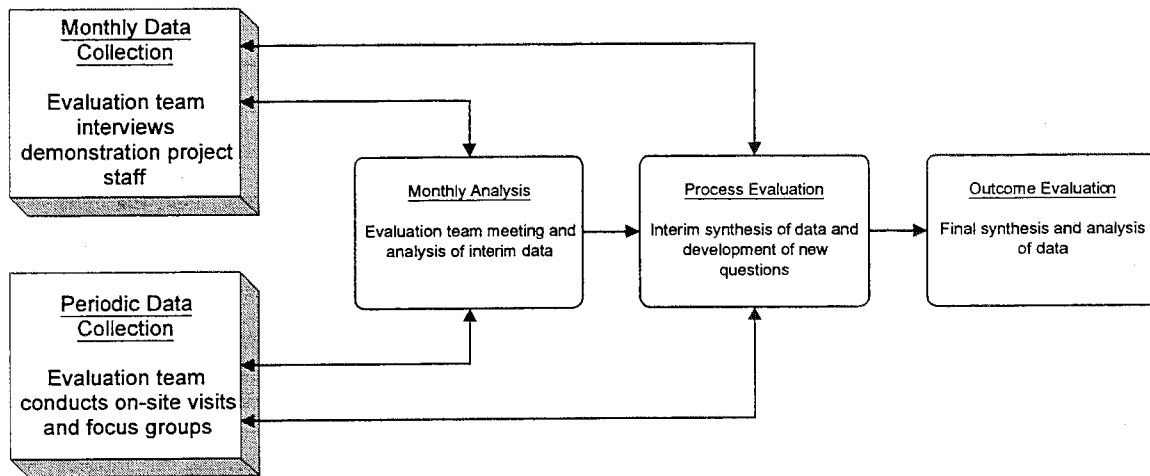 Monthly Data
Collection
Evaluation team
interviews
demonstration project
staff
Periodic Data
Collection
Evaluation team
conducts on-site visits
and focus groups
Monthly Analysis
Evaluation team meeting and
analysis of interim data
Process Evaluation
Interim synthesis of data and
development of new
questions
Outcome Evaluation
Final synthesis and analysis
of data